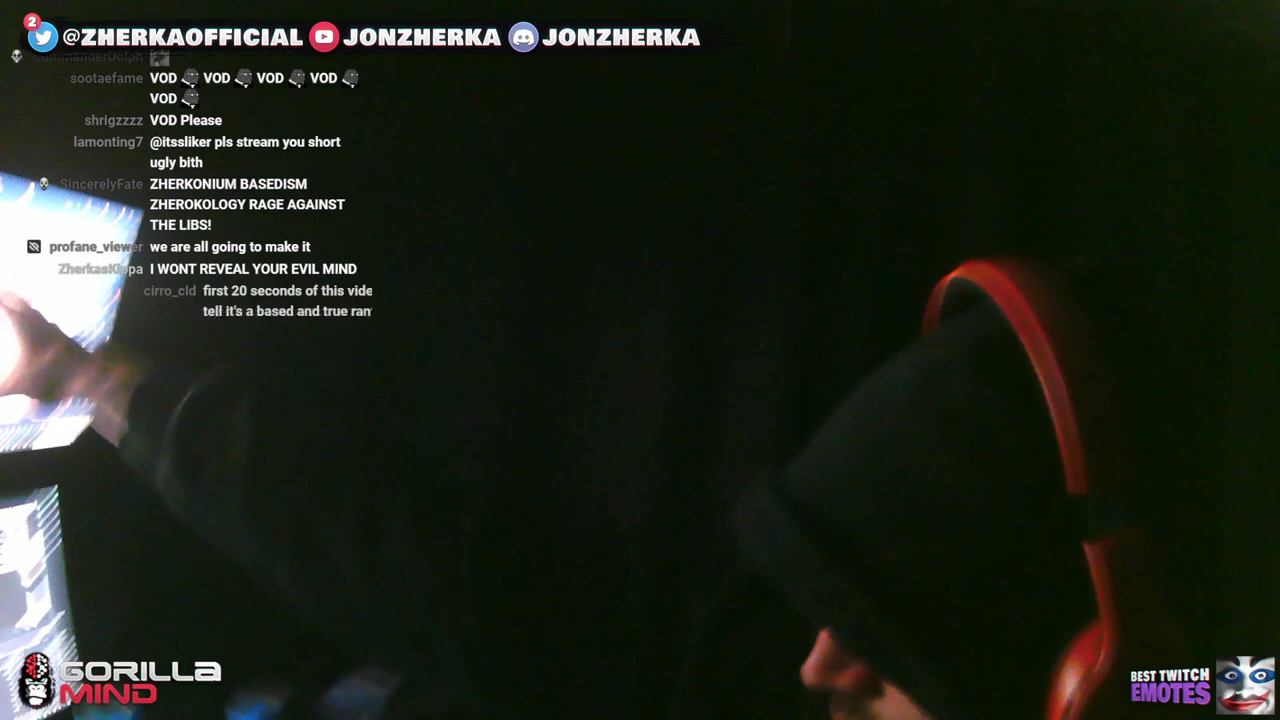 2
@ZHERKAOFFICIAL JONZHERKA JONZHERKA
CommanderDolph
sootaefame VOD VOD VOD VOD
VOD
shrigzzzz VOD Please
lamonting7 @itssliker pls stream you short
ugly bith
SincerelyFate ZHERKONIUM BASEDISM
ZHEROKOLOGY RAGE AGAINST
THE LIBS!
profane_viewer we are all going to make it
ZherkasKippa I WONT REVEAL YOUR EVIL MIND
cirro_cld first 20 seconds of this vide
tell it's a based and true ran
GORILLA
MIND
BEST TWITCH
EMOTES